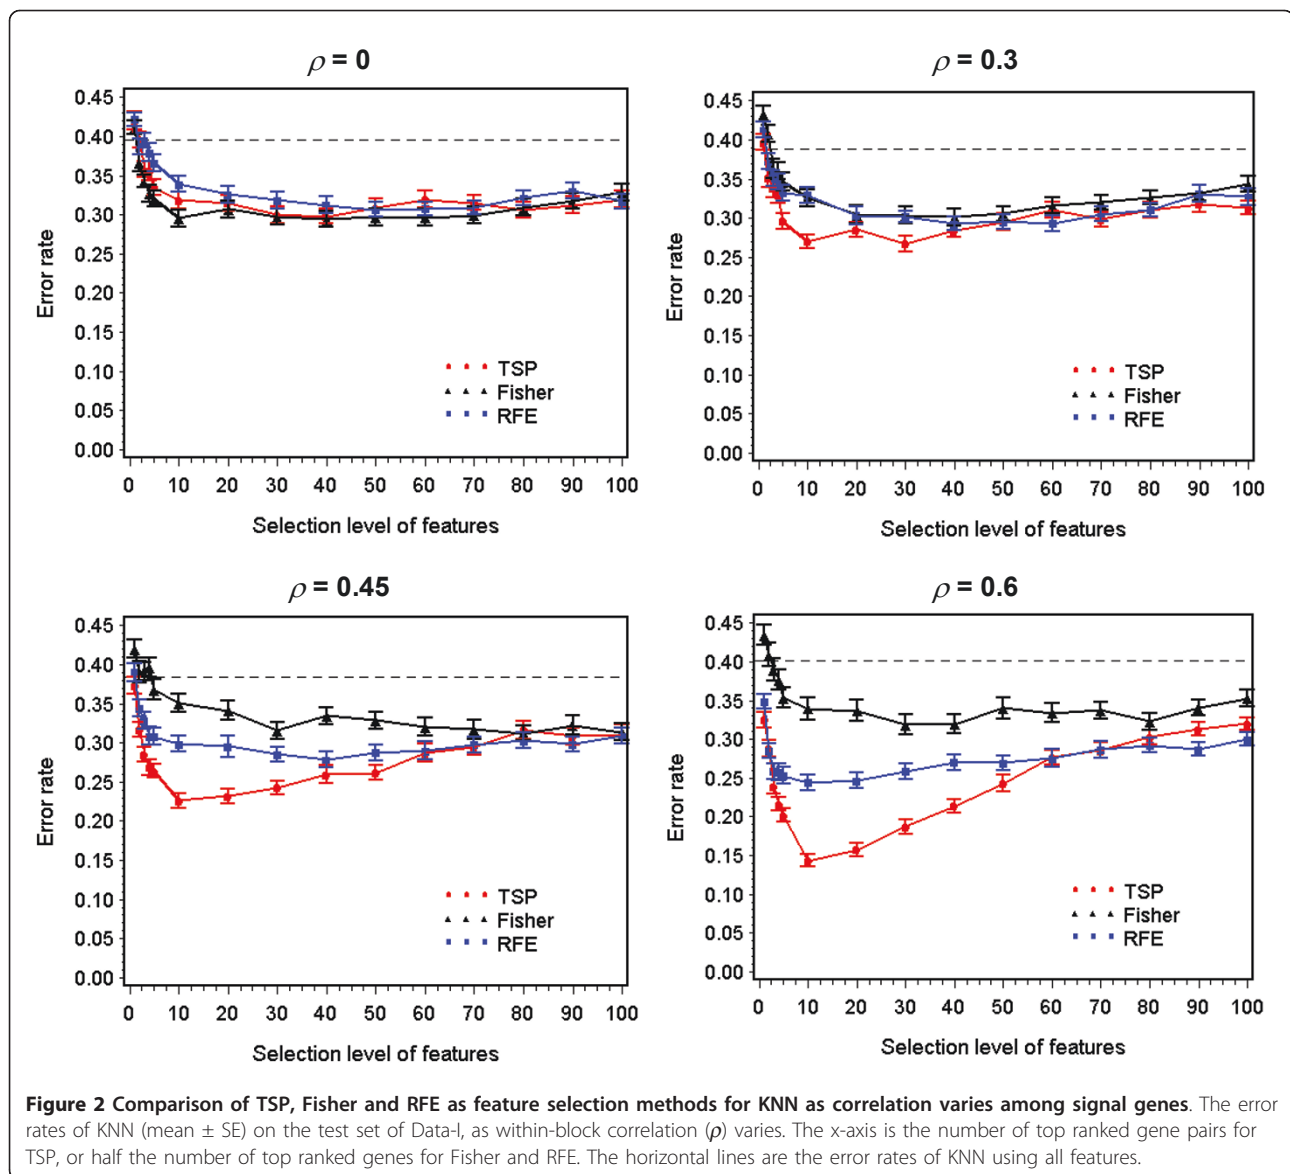 ρ = 0
0.45
0.40
0.35
0.30
0.25
0.20
0.15
0.10
0.05
0.00
Error rate
TSP
Fisher
RFE
0 10 20 30 40 50 60 70 80 90 100
Selection level of features
ρ = 0.3
0.45
0.40
0.35
0.30
0.25
0.20
0.15
0.10
0.05
0.00
Error rate
TSP
Fisher
RFE
0 10 20 30 40 50 60 70 80 90 100
Selection level of features
ρ = 0.45
0.45
0.40
0.35
0.30
0.25
0.20
0.15
0.10
0.05
0.00
Error rate
TSP
Fisher
RFE
0 10 20 30 40 50 60 70 80 90 100
Selection level of features
ρ = 0.6
0.45
0.40
0.35
0.30
0.25
0.20
0.15
0.10
0.05
0.00
Error rate
TSP
Fisher
RFE
0 10 20 30 40 50 60 70 80 90 100
Selection level of features
Figure 2 Comparison of TSP, Fisher and RFE as feature selection methods for KNN as correlation varies among signal genes. The error
rates of KNN (mean ± SE) on the test set of Data-I, as within-block correlation (ρ) varies. The x-axis is the number of top ranked gene pairs for
TSP, or half the number of top ranked genes for Fisher and RFE. The horizontal lines are the error rates of KNN using all features.